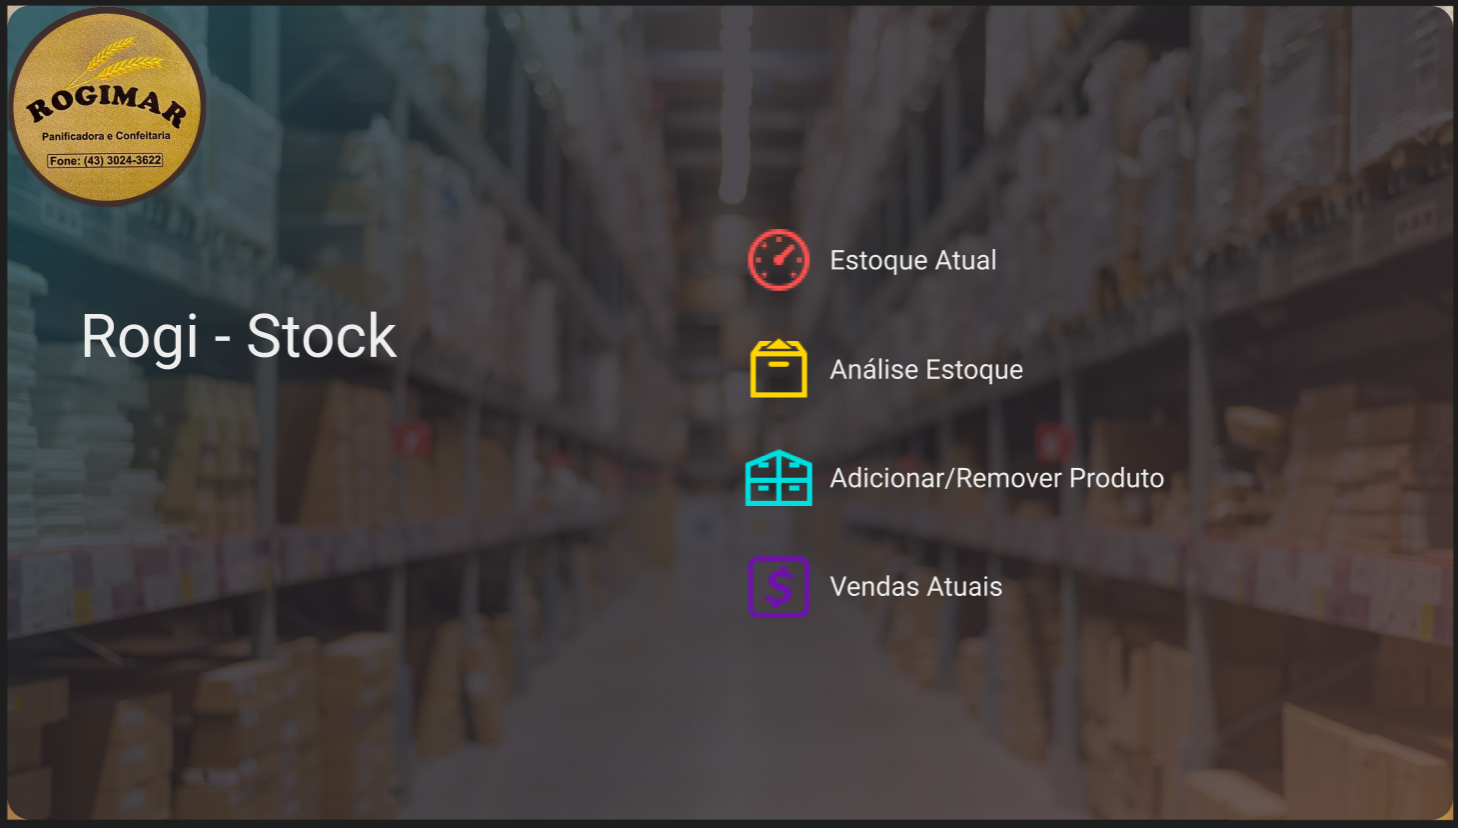 ROGIMAR
Panificadora e Confeitaria
Fone: (43) 3024-3622
Rogi - Stock
Estoque Atual
Análise Estoque
Adicionar/Remover Produto
$
Vendas Atuais